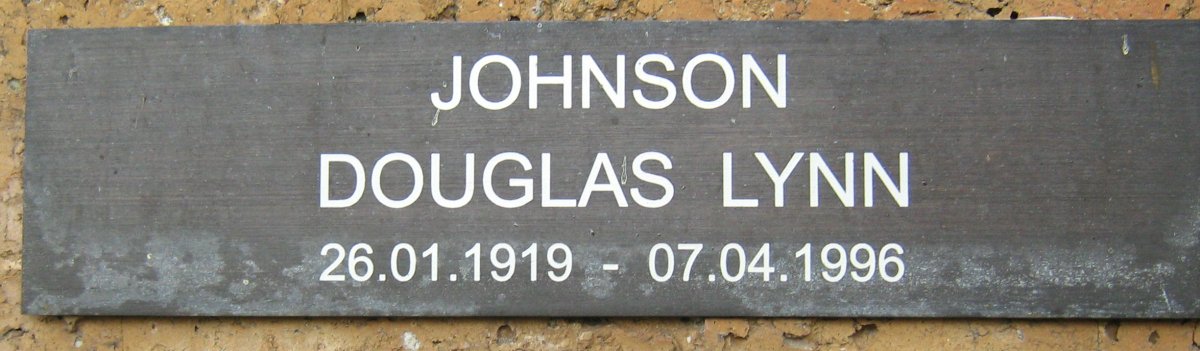 JOHNSON
DOUGLAS LYNN
26.01.1919 - 07.04.1996